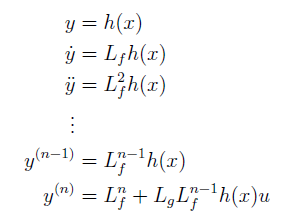 y = h(x)
ẏ = L_f h(x)
ÿ = L_f^2 h(x)
⋮
y^(n−1) = L_f^{n−1} h(x)
y^(n) = L_f^n + L_g L_f^{n−1} h(x)u